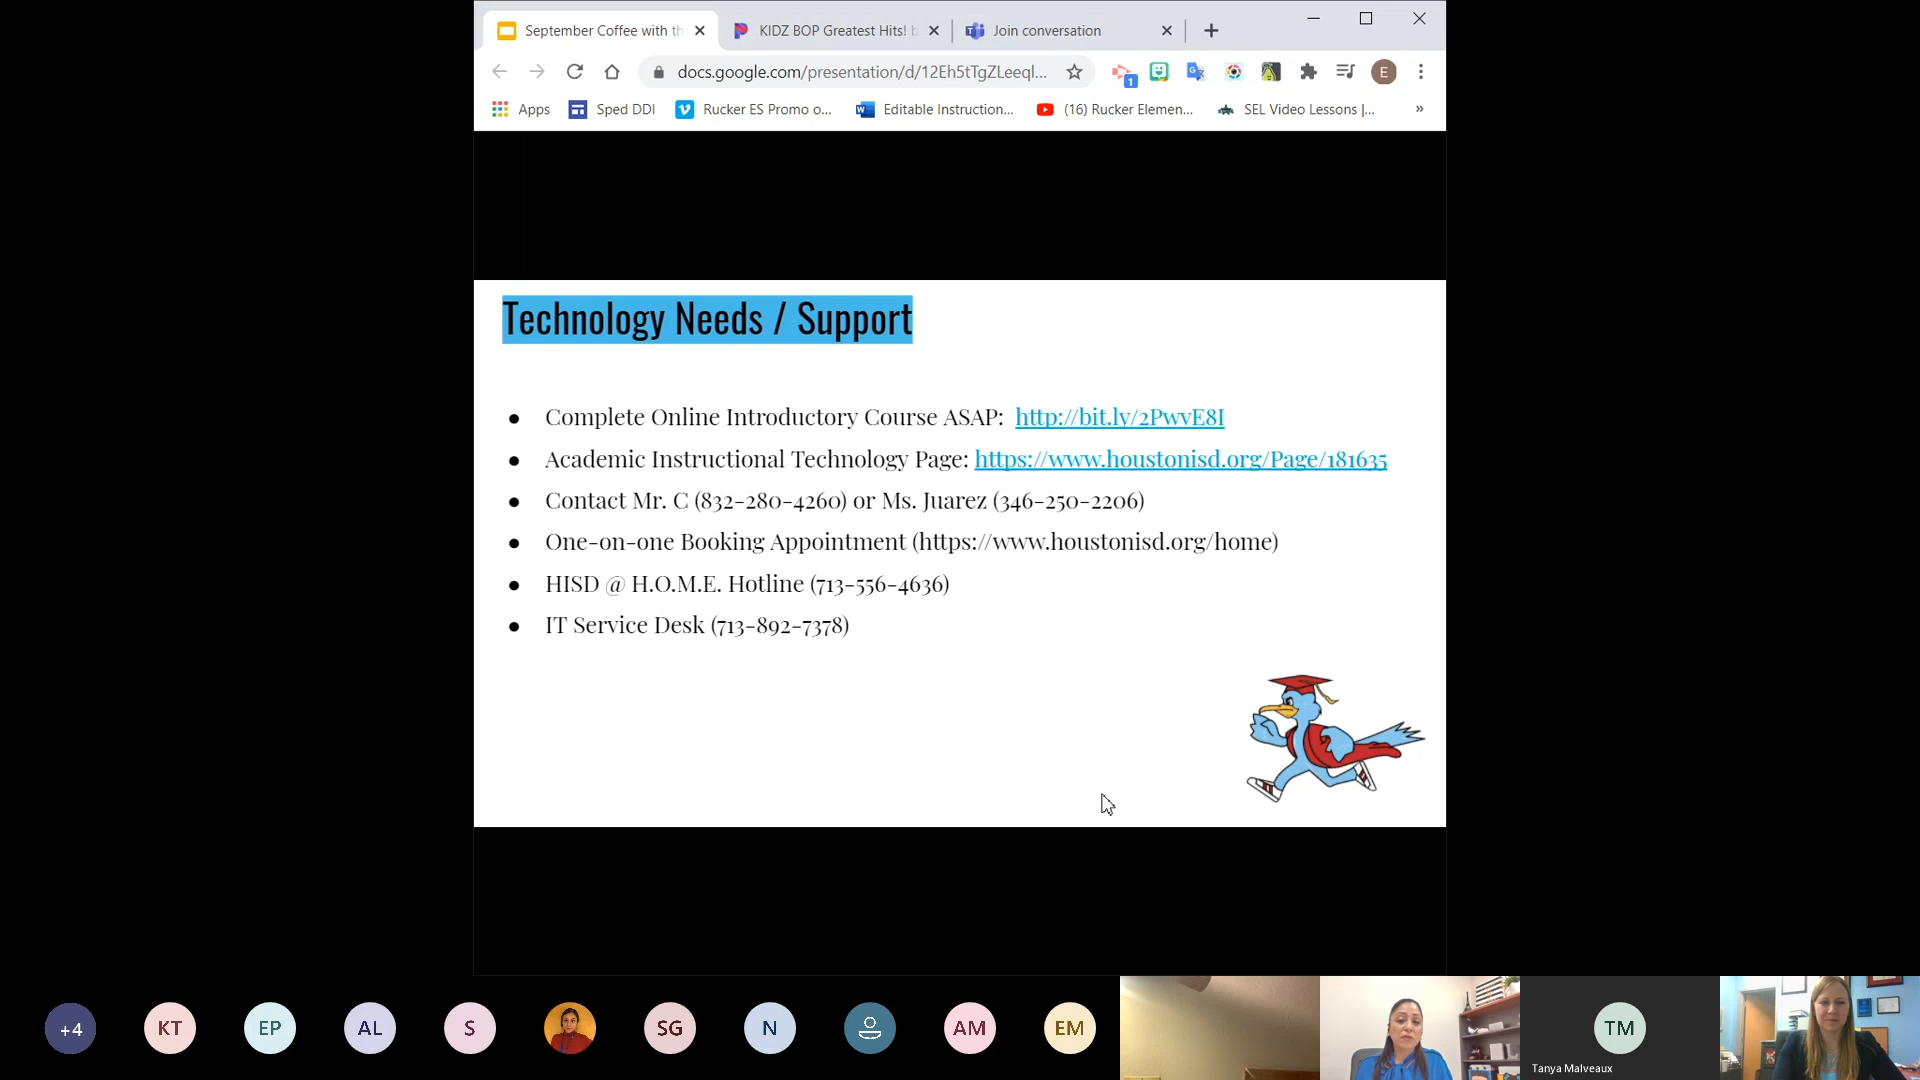 September Coffee with th
KIDZ BOP Greatest Hits! b
Join conversation
docs.google.com/presentation/d/12Eh5tTgZLeeql...
1
E
Apps
Sped DDI
Rucker ES Promo o...
Editable Instruction...
(16) Rucker Elemen...
SEL Video Lessons |...
»
Technology Needs / Support
● Complete Online Introductory Course ASAP: http://bit.ly/2PwvE8I
● Academic Instructional Technology Page: https://www.houstonisd.org/Page/181635
● Contact Mr. C (832-280-4260) or Ms. Juarez (346-250-2206)
● One-on-one Booking Appointment (https://www.houstonisd.org/home)
● HISD @ H.O.M.E. Hotline (713-556-4636)
● IT Service Desk (713-892-7378)
+4
KT
EP
AL
S
SG
N
AM
EM
TM
Tanya Malveaux